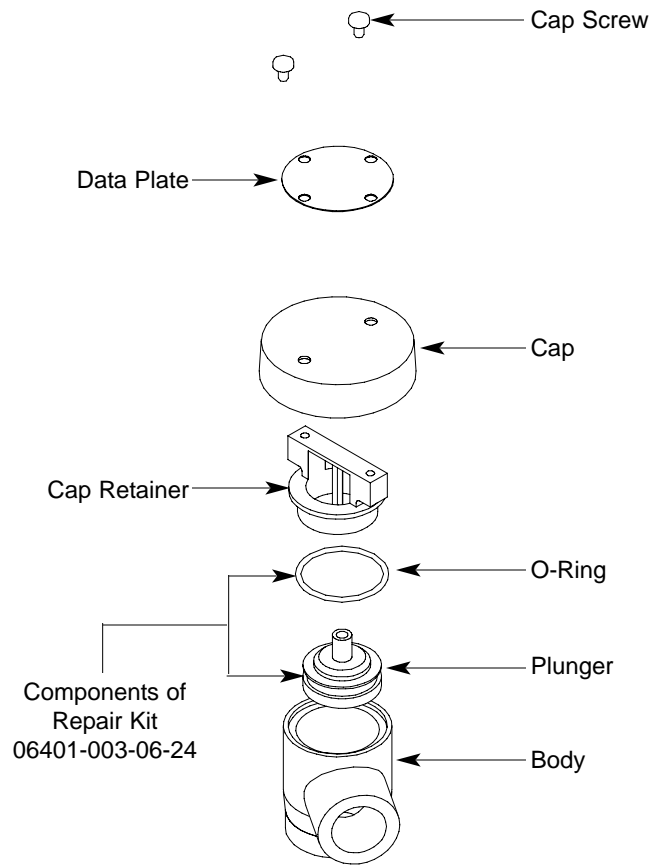 Cap Screw
Data Plate
Cap
Cap Retainer
O-Ring
Plunger
Components of
Repair Kit
06401-003-06-24
Body